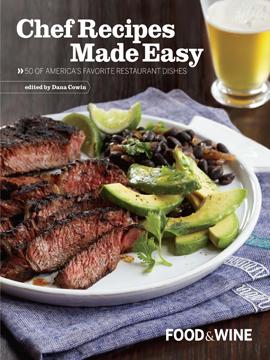 Chef Recipes
Made Easy
» 50 OF AMERICA'S FAVORITE RESTAURANT DISHES
edited by Dana Cowin
FOOD&WINE